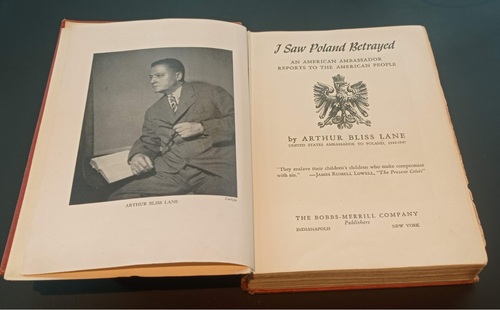 ARTHUR BLISS LANE
I Saw Poland Betrayed
AN AMERICAN AMBASSADOR
REPORTS TO THE AMERICAN PEOPLE
by ARTHUR BLISS LANE
UNITED STATES AMBASSADOR TO POLAND, 1944-1947
"They enslave their children's children who make compromise
with sin."—JAMES RUSSELL LOWELL, "The Present Crisis"
THE BOBBS-MERRILL COMPANY
Publishers
INDIANAPOLIS NEW YORK